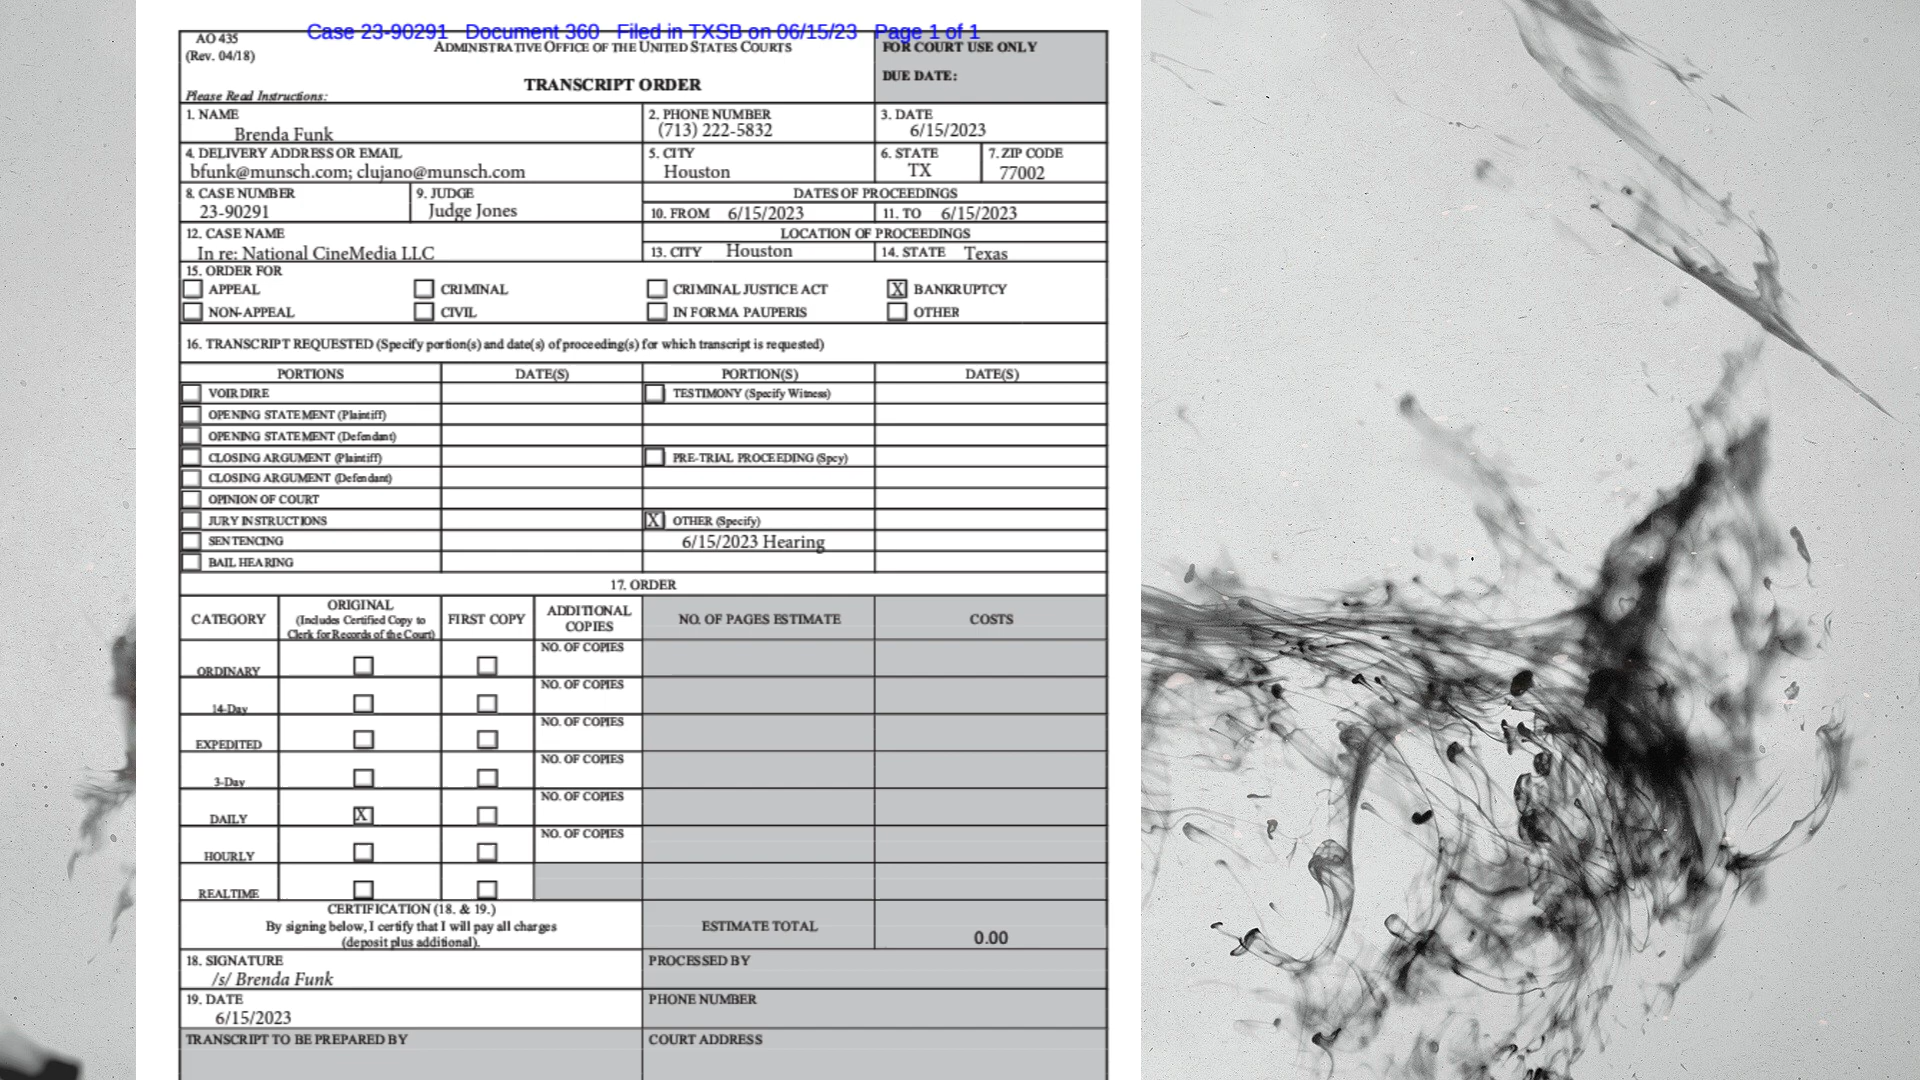 Case 23-90291 Document 360 Filed in TXSB on 06/15/23 Page 1 of 1
AO 435
(Rev. 04/18)
ADMINISTRATIVE OFFICE OF THE UNITED STATES COURTS
FOR COURT USE ONLY
TRANSCRIPT ORDER
DUE DATE:
Please Read Instructions:
1. NAME
Brenda Funk
2. PHONE NUMBER
(713) 222-5832
3. DATE
6/15/2023
4. DELIVERY ADDRESS OR EMAIL
bfunk@munsch.com; clujano@munsch.com
5. CITY
Houston
6. STATE
TX
7. ZIP CODE
77002
8. CASE NUMBER
23-90291
9. JUDGE
Judge Jones
DATES OF PROCEEDINGS
10. FROM 6/15/2023
11. TO 6/15/2023
12. CASE NAME
In re: National CineMedia LLC
LOCATION OF PROCEEDINGS
13. CITY Houston
14. STATE Texas
15. ORDER FOR
APPEAL
CRIMINAL
CRIMINAL JUSTICE ACT
X BANKRUPTCY
NON-APPEAL
CIVIL
IN FORMA PAUPERIS
OTHER
16. TRANSCRIPT REQUESTED (Specify portion(s) and date(s) of proceeding(s) for which transcript is requested)
PORTIONS DATE(S) PORTION(S) DATE(S)
VOIR DIRE
TESTIMONY (Specify Witness)
OPENING STATEMENT (Plaintiff)
OPENING STATEMENT (Defendant)
CLOSING ARGUMENT (Plaintiff)
PRE-TRIAL PROCEEDING (Spcy)
CLOSING ARGUMENT (Defendant)
OPINION OF COURT
JURY INSTRUCTIONS
X OTHER (Specify)
SENTENCING
6/15/2023 Hearing
BAIL HEARING
17. ORDER
CATEGORY
ORIGINAL
(Includes Certified Copy to
Clerk for Records of the Court)
FIRST COPY
ADDITIONAL
COPIES
NO. OF PAGES ESTIMATE
COSTS
NO. OF COPIES
ORDINARY
NO. OF COPIES
14-Day
NO. OF COPIES
EXPEDITED
NO. OF COPIES
3-Day
NO. OF COPIES
DAILY X
NO. OF COPIES
HOURLY
REALTIME
CERTIFICATION (18. & 19.)
By signing below, I certify that I will pay all charges
(deposit plus additional).
ESTIMATE TOTAL
0.00
18. SIGNATURE
/s/ Brenda Funk
PROCESSED BY
19. DATE
6/15/2023
PHONE NUMBER
TRANSCRIPT TO BE PREPARED BY
COURT ADDRESS